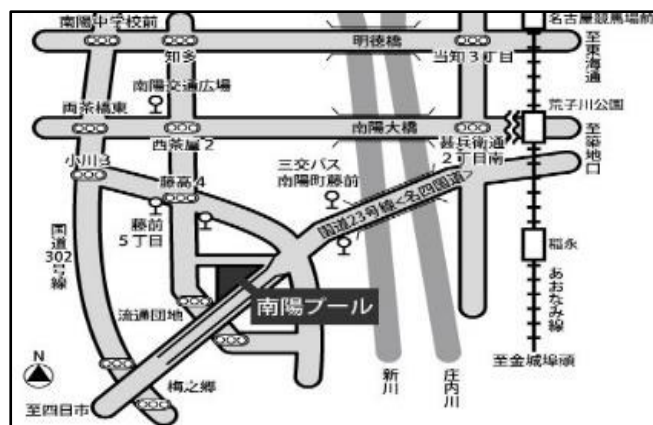 南陽中学校前
知多
明徳橋
当知3丁目
名古屋競馬場前
至東海通
南陽交通広場
荒子川公園
両茶橋東
西茶屋2
南陽大橋
甚兵衛通
2丁目南
至築地口
小川3
藤高4
三交バス
南陽町藤前
国道23号線<名四国道>
藤前
5丁目
国道
302
号線
稲永
南陽プール
流通団地
あおなみ線
至金城埠頭
N
梅之郷
新川
庄内川
至四日市